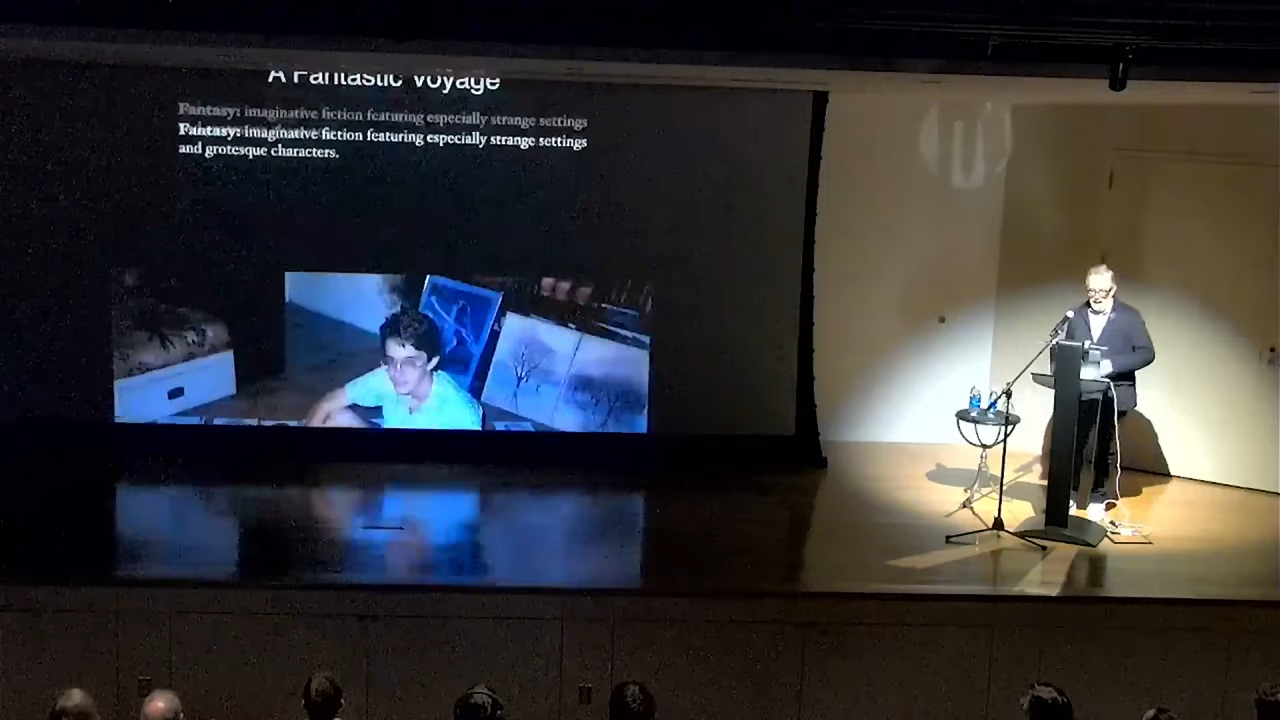 A Fantastic Voyage
Fantasy: imaginative fiction featuring especially strange settings
Fantasy: imaginative fiction featuring especially strange settings
and grotesque characters.